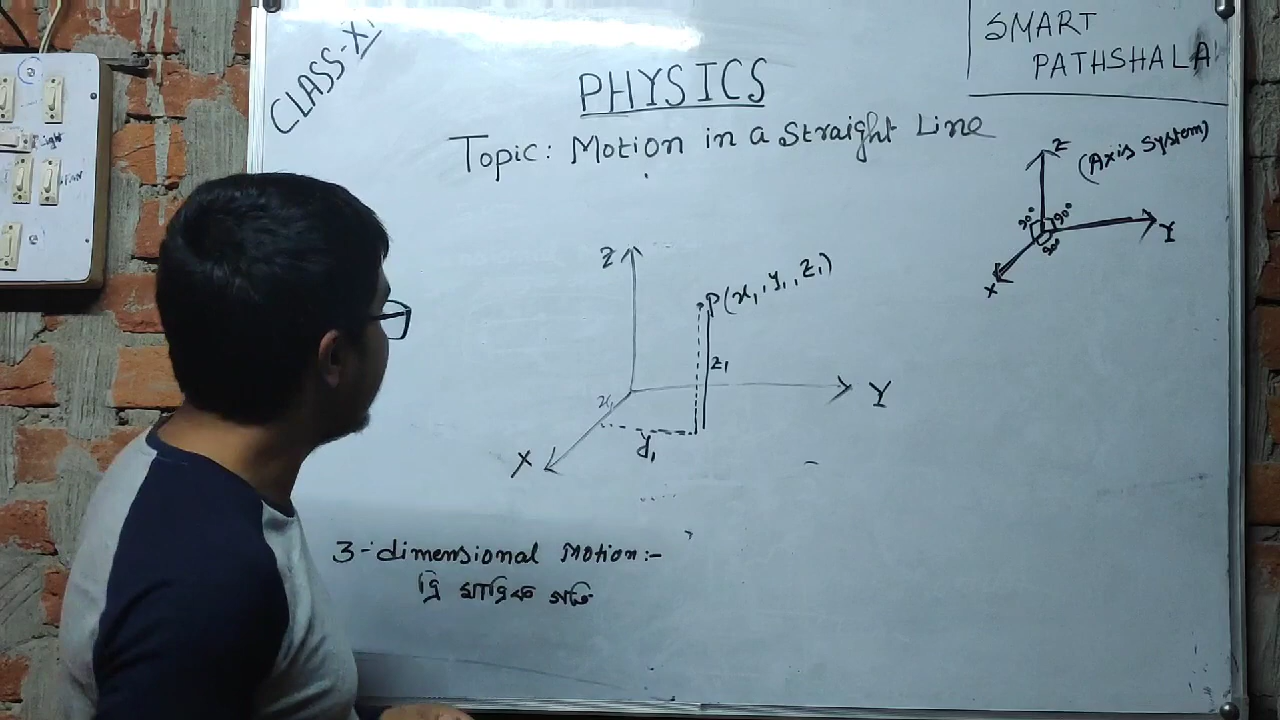 CLASS-XI
SMART
PATHSHALA
PHYSICS
Topic: Motion in a Straight Line
(Axis System)
Z
90° 90°
90°
Y
X
Z
P(x₁, y₁, z₁)
z₁
x₁
Y
y₁
X
3-dimensional Motion:-
ত্রি মাত্রিক গতি